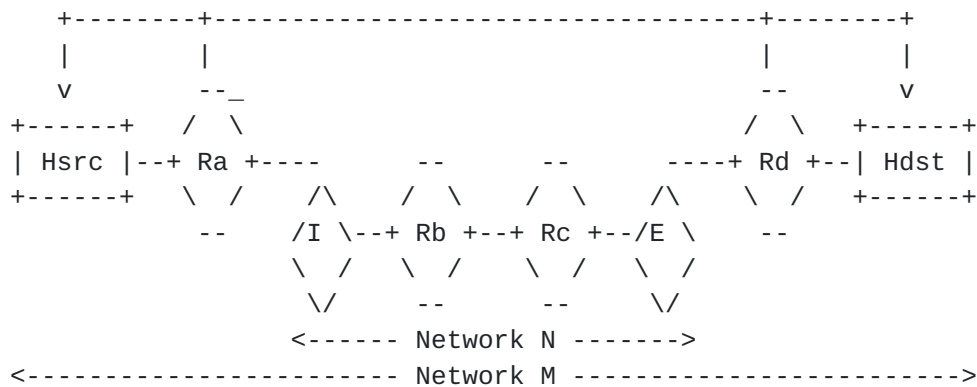 Hsrc Ra Rd Hdst
I Rb Rc E
Network N
Network M